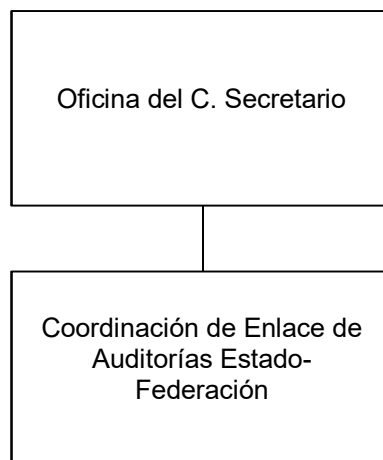 Oficina del C. Secretario
Coordinación de Enlace de
Auditorías Estado-
Federación